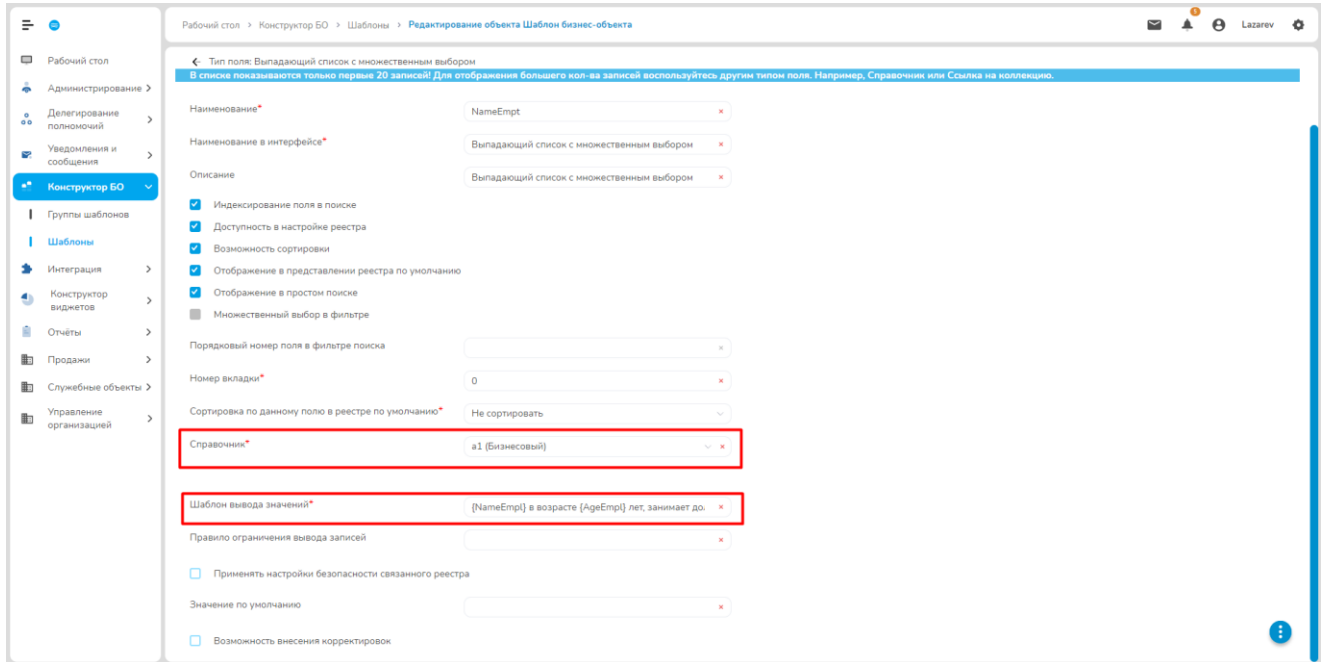 Рабочий стол > Конструктор БО > Шаблоны > Редактирование объекта Шаблон бизнес-объекта
5
Lazarev
Рабочий стол
Администрирование
Делегирование
полномочий
Уведомления и
сообщения
Конструктор БО
Группы шаблонов
Шаблоны
Интеграция
Конструктор
виджетов
Отчёты
Продажи
Служебные объекты
Управление
организацией
Тип поля: Выпадающий список с множественным выбором
В списке показываются только первые 20 записей! Для отображения большего кол-ва записей воспользуйтесь другим типом поля. Например, Справочник или Ссылка на коллекцию.
Наименование* NameEmpt
Наименование в интерфейсе* Выпадающий список с множественным выбором
Описание Выпадающий список с множественным выбором
Индексирование поля в поиске
Доступность в настройке реестра
Возможность сортировки
Отображение в представлении реестра по умолчанию
Отображение в простом поиске
Множественный выбор в фильтре
Порядковый номер поля в фильтре поиска
Номер вкладки* 0
Сортировка по данному полю в реестре по умолчанию* Не сортировать
Справочник* a1 (Бизнесовый)
Шаблон вывода значений* {NameEmpl} в возрасте {AgeEmpl} лет, занимает до
Правило ограничения вывода записей
Применять настройки безопасности связанного реестра
Значение по умолчанию
Возможность внесения корректировок